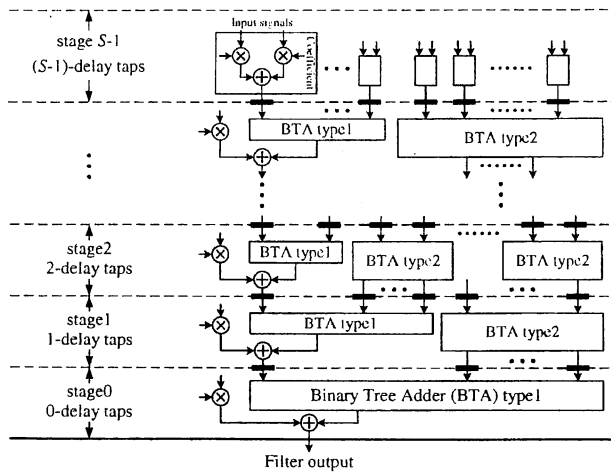 Input signals
stage S-1
(S-1)-delay taps
Coefficient
BTA type1
BTA type2
stage2
2-delay taps
BTA type1
BTA type2
BTA type2
stage1
1-delay taps
BTA type1
BTA type2
stage0
0-delay taps
Binary Tree Adder (BTA) type1
Filter output